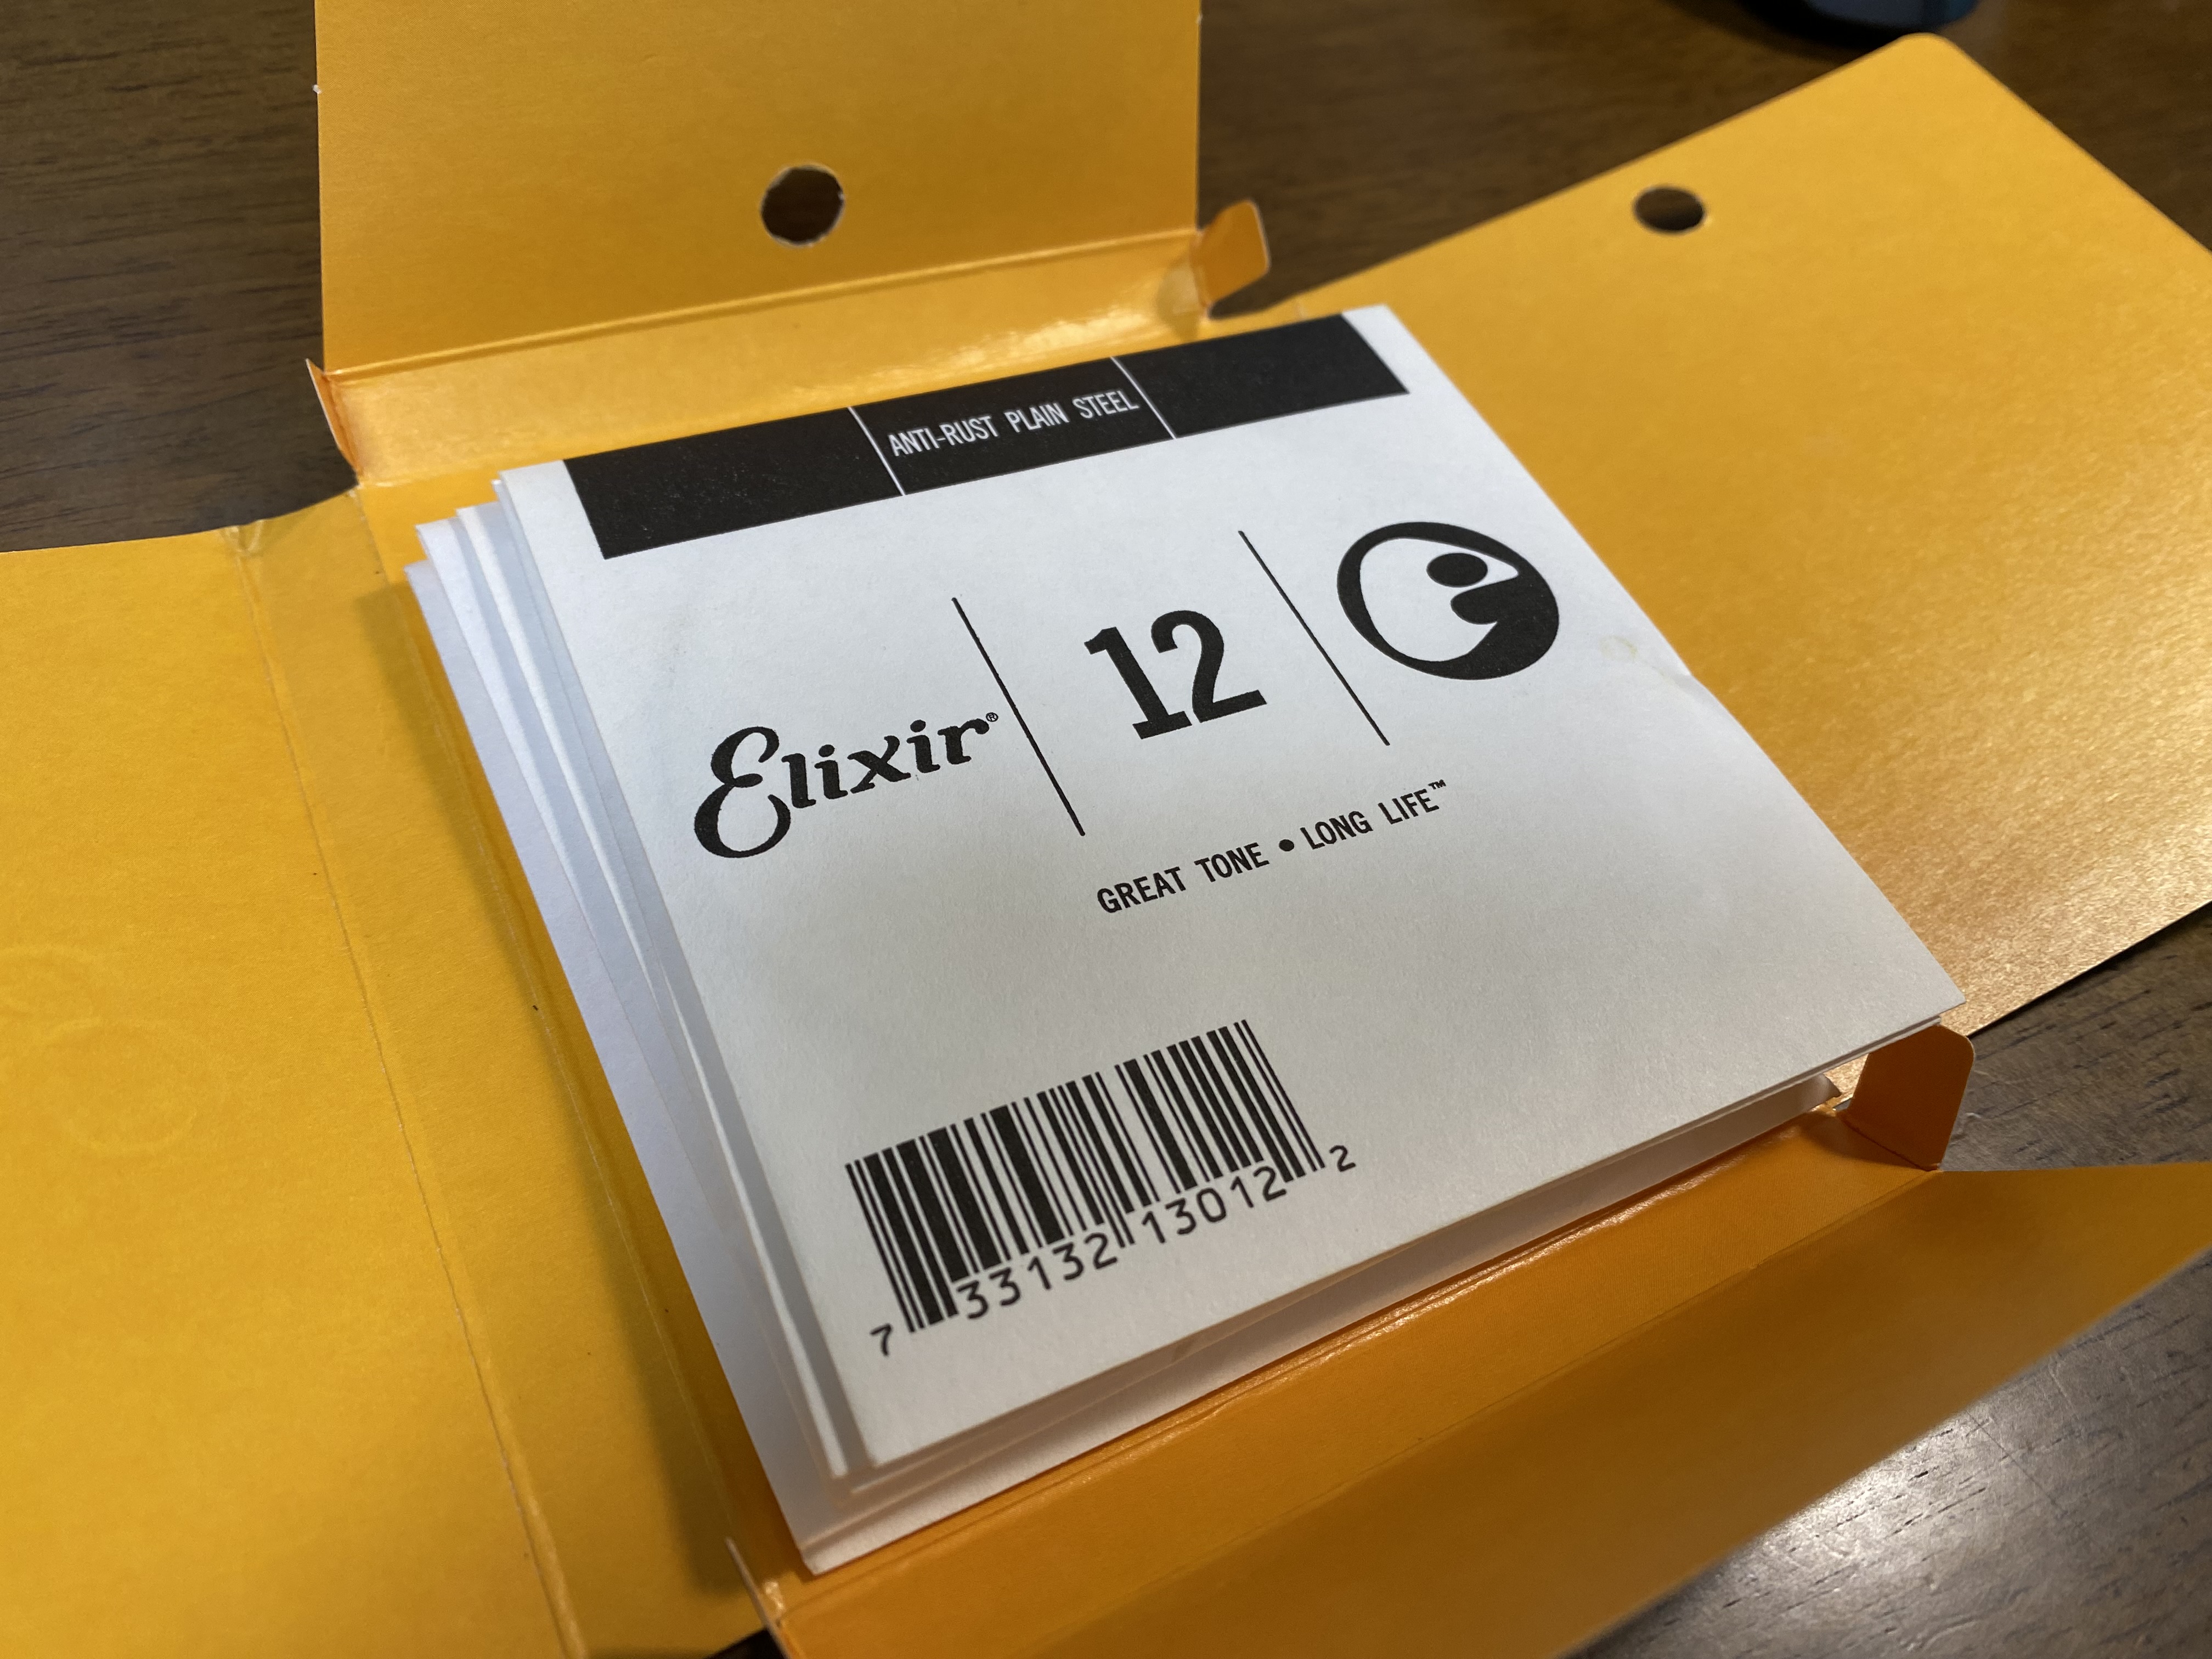 ANTI-RUST PLAIN STEEL
Elixir®
12
GREAT TONE • LONG LIFE™
7 33132 13012 2